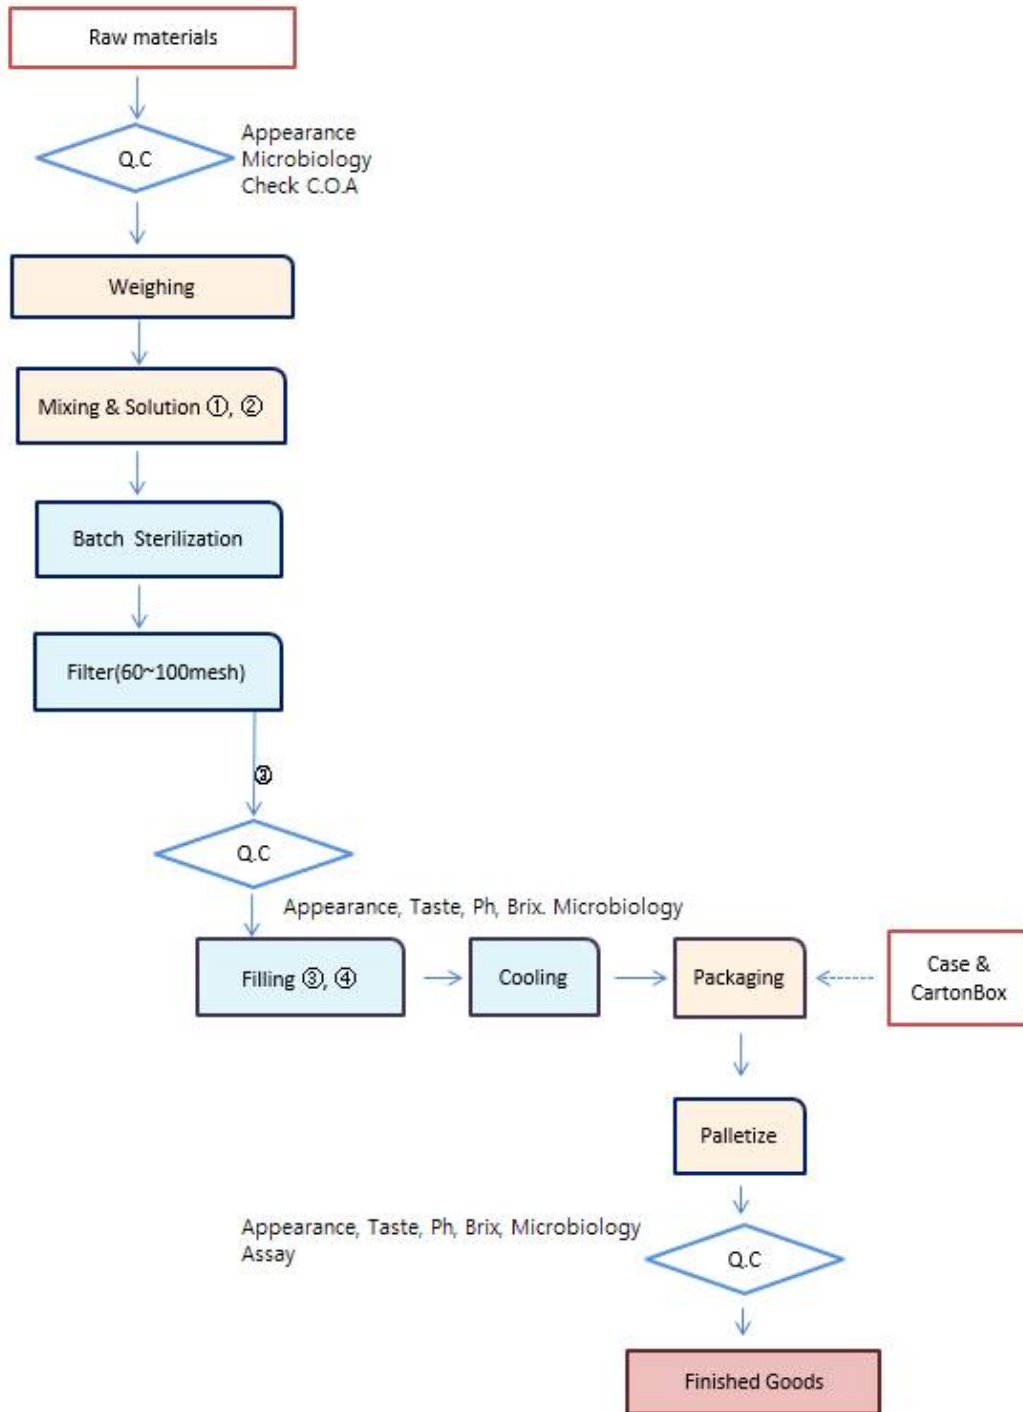 Raw materials
Q.C
Appearance
Microbiology
Check C.O.A
Weighing
Mixing & Solution ①, ②
Batch Sterilization
Filter(60~100mesh)
③
Q.C
Appearance, Taste, Ph, Brix. Microbiology
Filling ③, ④
Cooling
Packaging
Case &
CartonBox
Palletize
Appearance, Taste, Ph, Brix, Microbiology
Assay
Q.C
Finished Goods